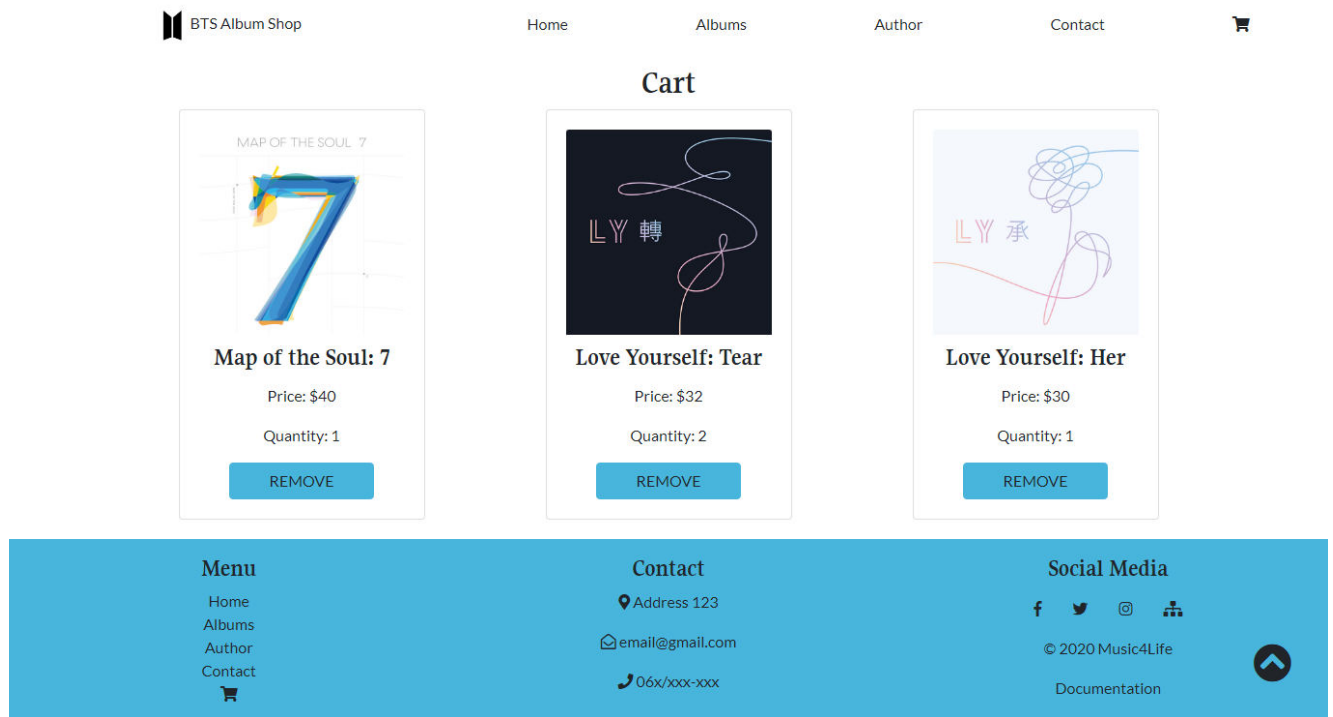 BTS Album Shop
Home
Albums
Author
Contact
Cart
MAP OF THE SOUL 7
Map of the Soul: 7
Price: $40
Quantity: 1
REMOVE
LY 轉
Love Yourself: Tear
Price: $32
Quantity: 2
REMOVE
LY 承
Love Yourself: Her
Price: $30
Quantity: 1
REMOVE
Menu
Home
Albums
Author
Contact
Contact
Address 123
email@gmail.com
06x/xxx-xxx
Social Media
© 2020 Music4Life
Documentation